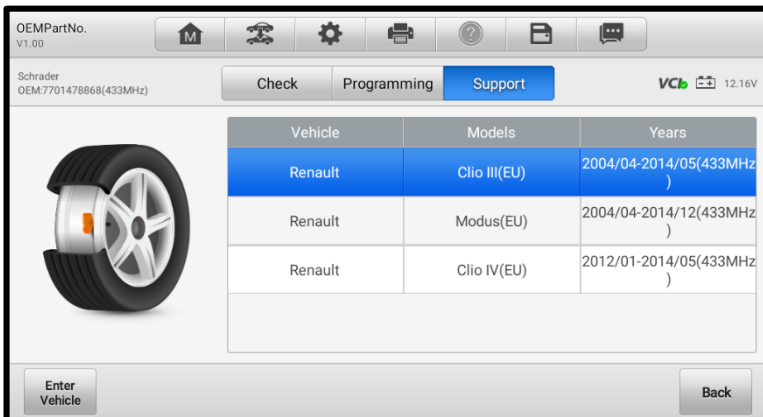 OEMPartNo.
V1.00
M
?
Schrader
OEM:7701478868(433MHz)
Check Programming Support
VCI 12.16V
Vehicle Models Years
Renault Clio III(EU) 2004/04-2014/05(433MHz
)
Renault Modus(EU) 2004/04-2014/12(433MHz
)
Renault Clio IV(EU) 2012/01-2014/05(433MHz
)
Enter
Vehicle
Back